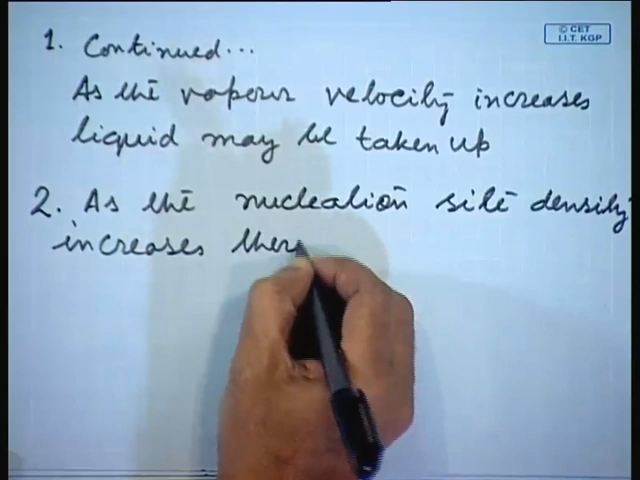 © CET
I.I.T. KGP
1. Continued...
As the vapour velocity increases
liquid may be taken up
2. As the nucleation site density
increases ther